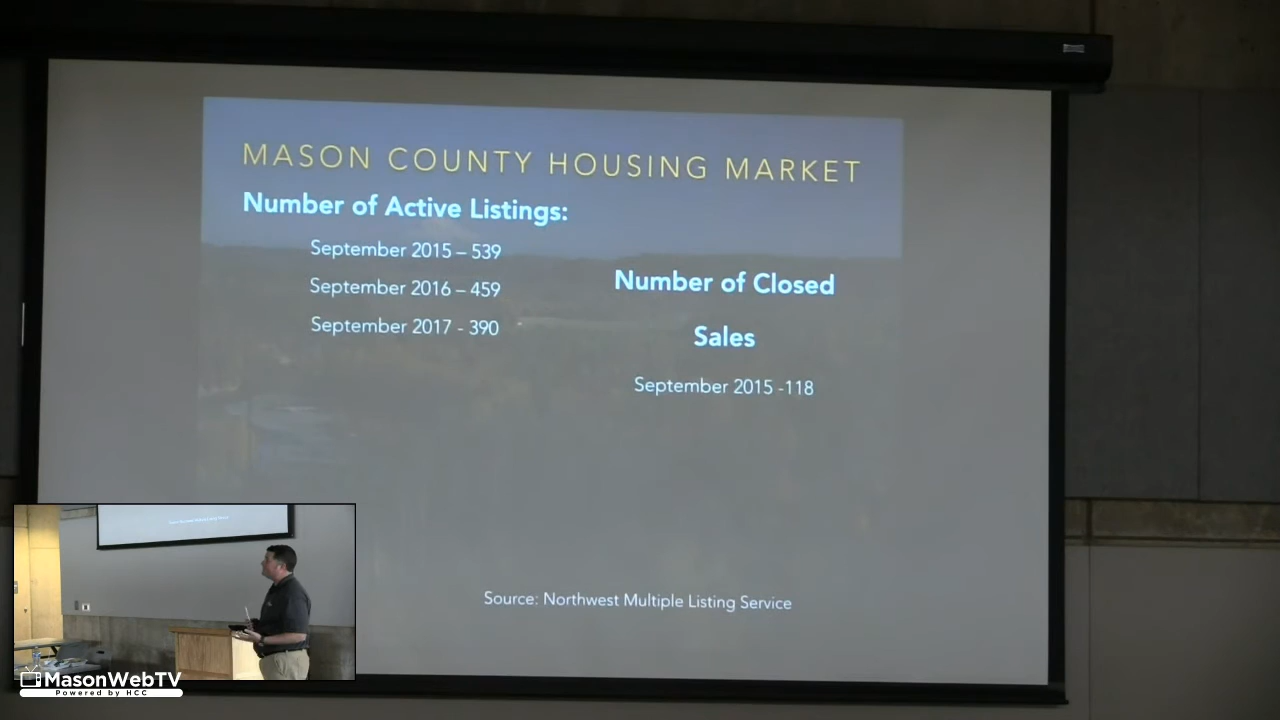 MASON COUNTY HOUSING MARKET
Number of Active Listings:
September 2015 – 539
September 2016 – 459
September 2017 - 390
Number of Closed
Sales
September 2015 -118
Source: Northwest Multiple Listing Service
MasonWebTV
Powered by HCC